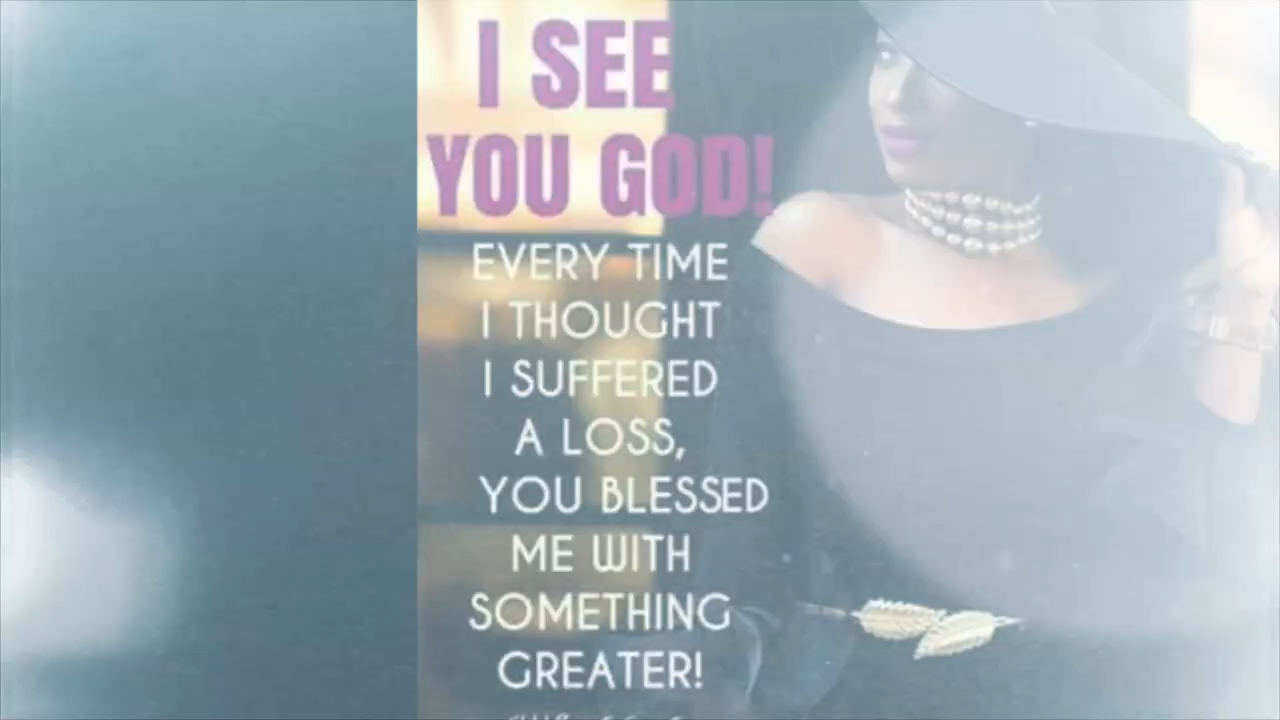 I SEE
YOU GOD!
EVERY TIME
I THOUGHT
I SUFFERED
A LOSS,
YOU BLESSED
ME WITH
SOMETHING
GREATER!